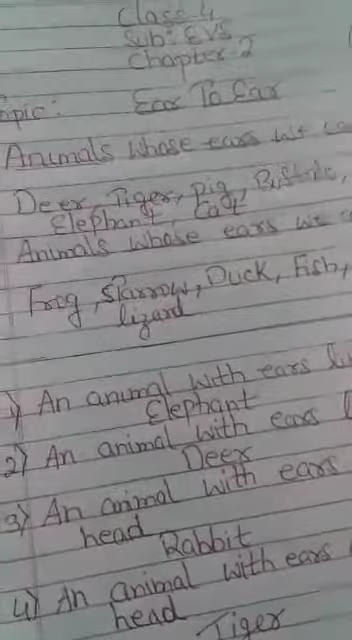 Class 4
Sub: EVS
Chapter-2
Topic: Ear To Ear
Animals whose ears we
Deer, Tiger, Pig,
Elephant,
Animals whose ears we
Frog, Sparrow, Duck, Fish,
lizard
1) An animal with ears
Elephant
2) An animal with ears
Deer
3) An animal with ears
head
Rabbit
4) An animal with ears
head
Tiger